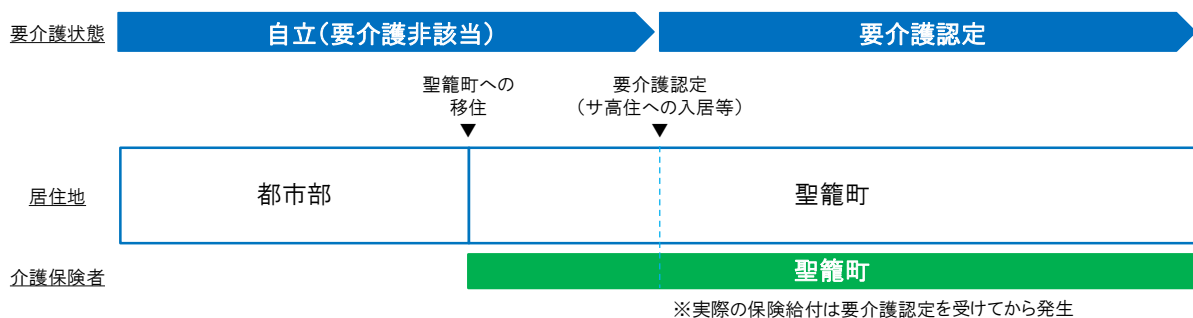 要介護状態
自立(要介護非該当)
要介護認定
聖籠町への
移住
要介護認定
(サ高住への入居等)
▼
▼
居住地
都市部
聖籠町
介護保険者
聖籠町
※実際の保険給付は要介護認定を受けてから発生